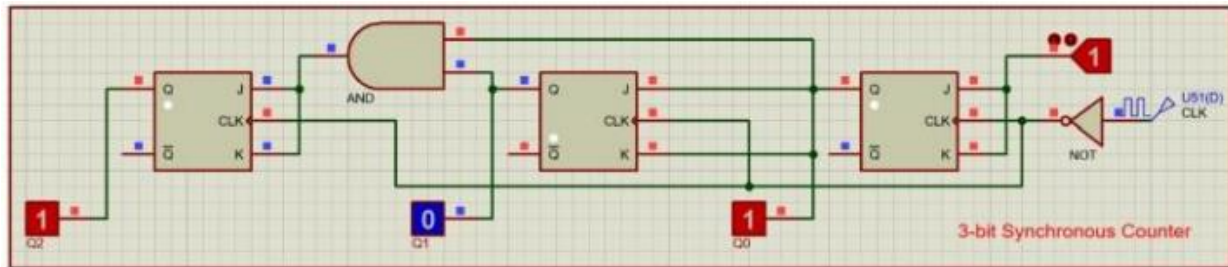 AND
Q J
CLK
Q K
Q J
CLK
Q K
Q J
CLK
Q K
1
U51(D)
CLK
NOT
1
Q2
0
Q1
1
Q0
3-bit Synchronous Counter